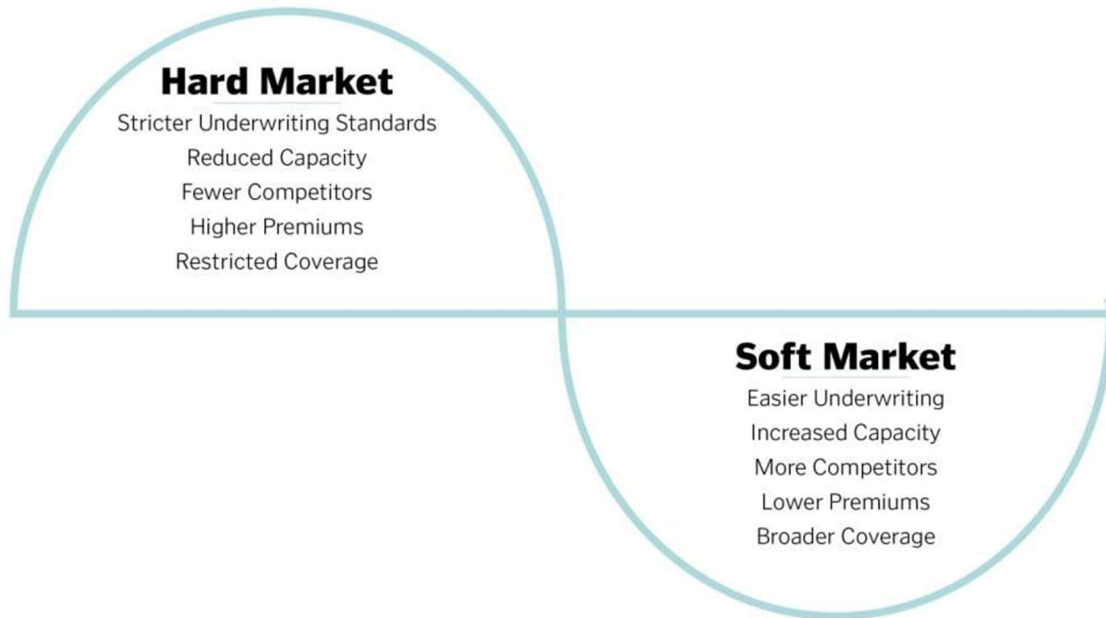 Hard Market
Stricter Underwriting Standards
Reduced Capacity
Fewer Competitors
Higher Premiums
Restricted Coverage
Soft Market
Easier Underwriting
Increased Capacity
More Competitors
Lower Premiums
Broader Coverage